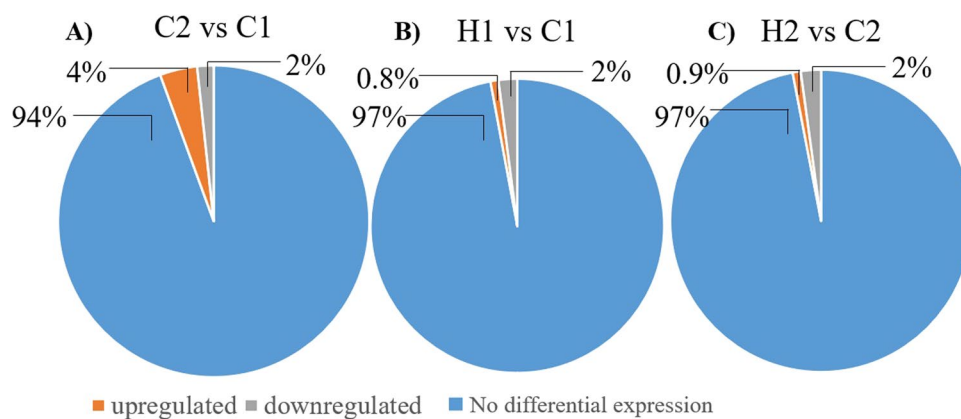 A) C2 vs C1
4%
2%
94%
B) H1 vs C1
0.8%
2%
97%
C) H2 vs C2
0.9%
2%
97%
upregulated downregulated No differential expression